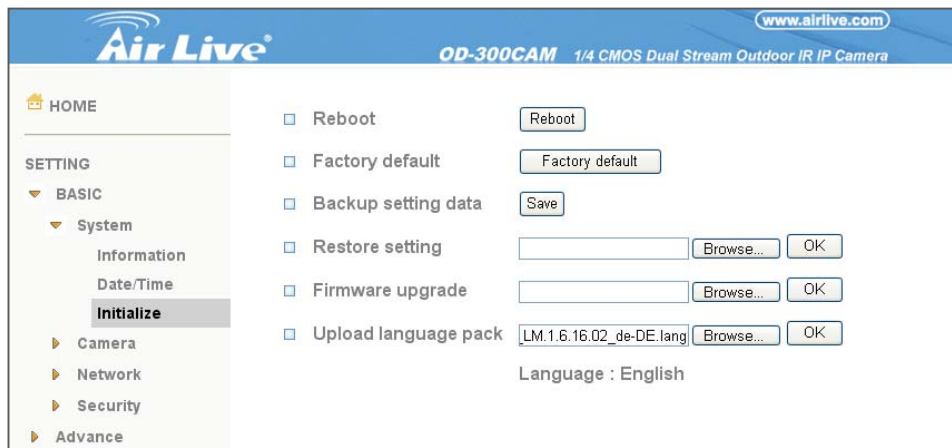 www.airlive.com
Air Live®
OD-300CAM 1/4 CMOS Dual Stream Outdoor IR IP Camera
HOME
SETTING
BASIC
System
Information
Date/Time
Initialize
Camera
Network
Security
Advance
Reboot Reboot
Factory default Factory default
Backup setting data Save
Restore setting Browse... OK
Firmware upgrade Browse... OK
Upload language pack _LM.1.6.16.02_de-DE.lang Browse... OK
Language : English